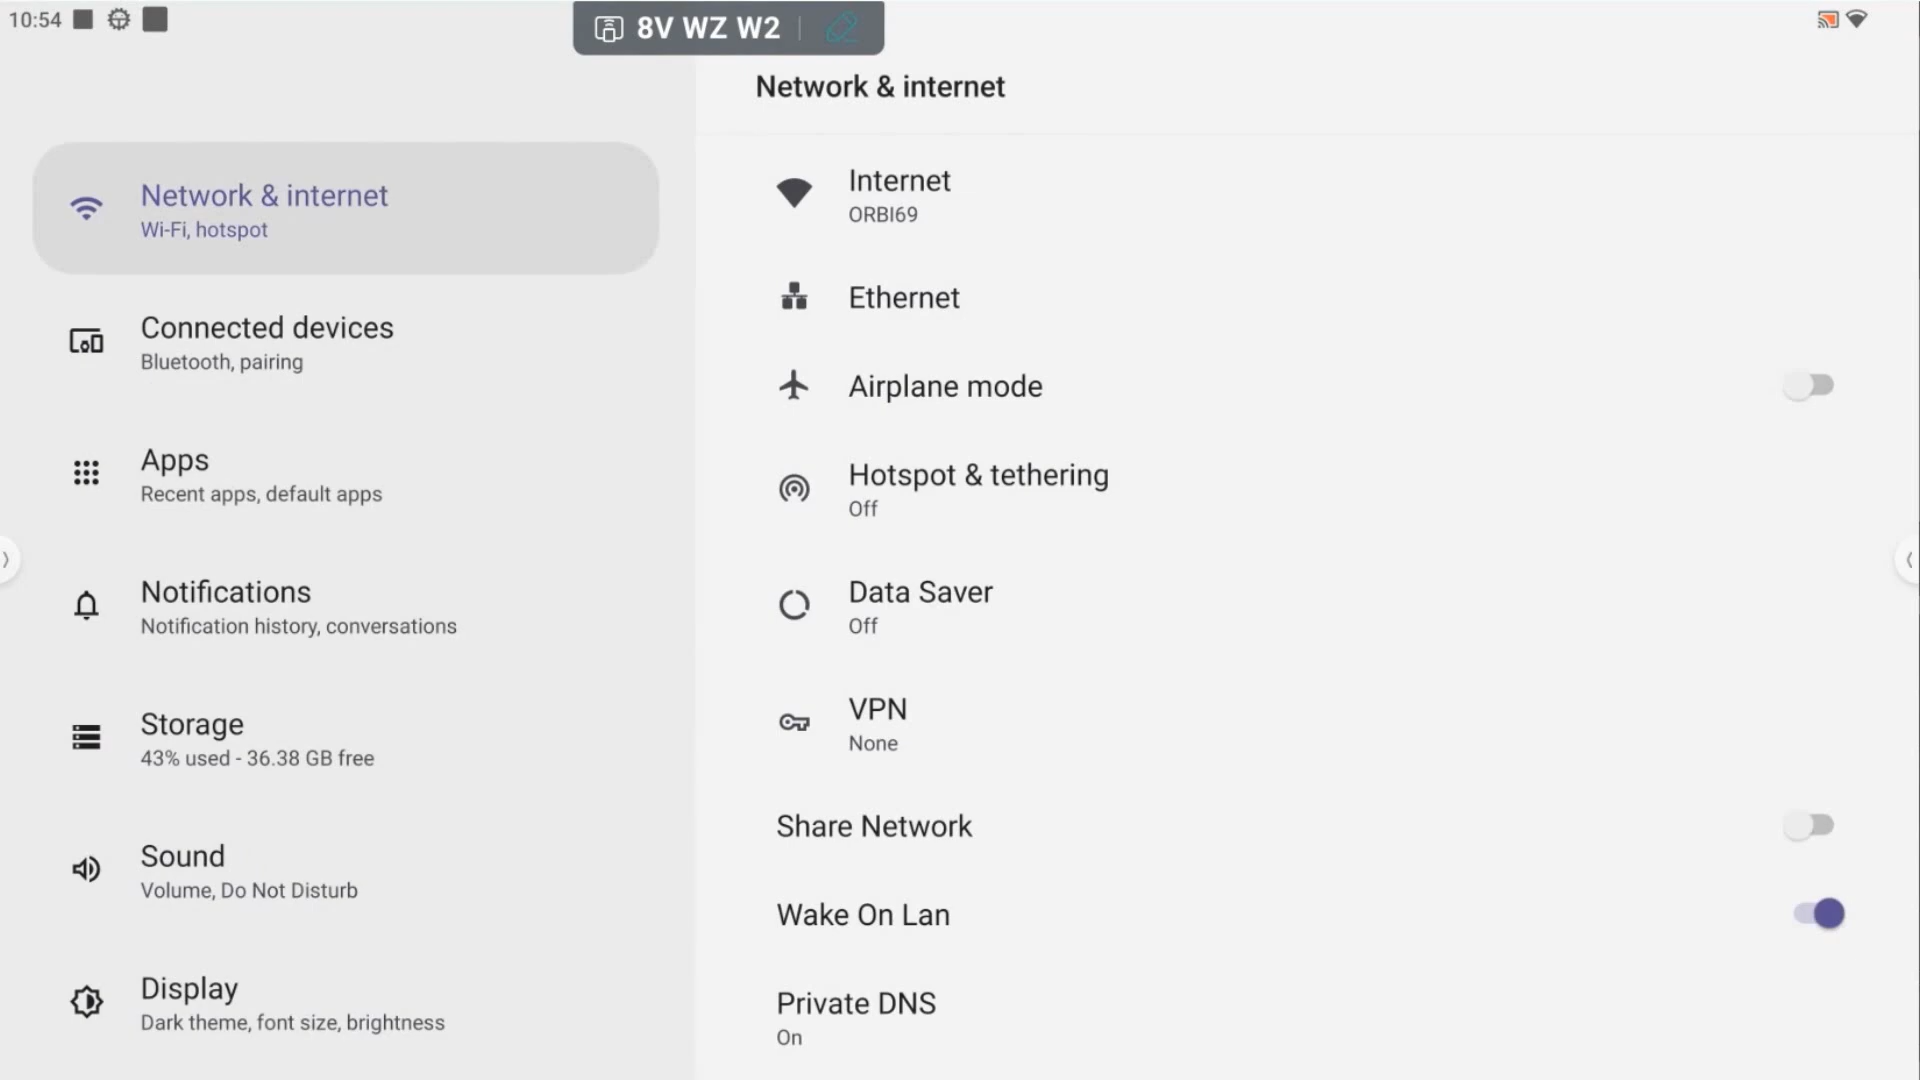 10:54
8V WZ W2
Network & internet
Wi-Fi, hotspot
Connected devices
Bluetooth, pairing
Apps
Recent apps, default apps
Notifications
Notification history, conversations
Storage
43% used - 36.38 GB free
Sound
Volume, Do Not Disturb
Display
Dark theme, font size, brightness
Network & internet
Internet
ORBI69
Ethernet
Airplane mode
Hotspot & tethering
Off
Data Saver
Off
VPN
None
Share Network
Wake On Lan
Private DNS
On